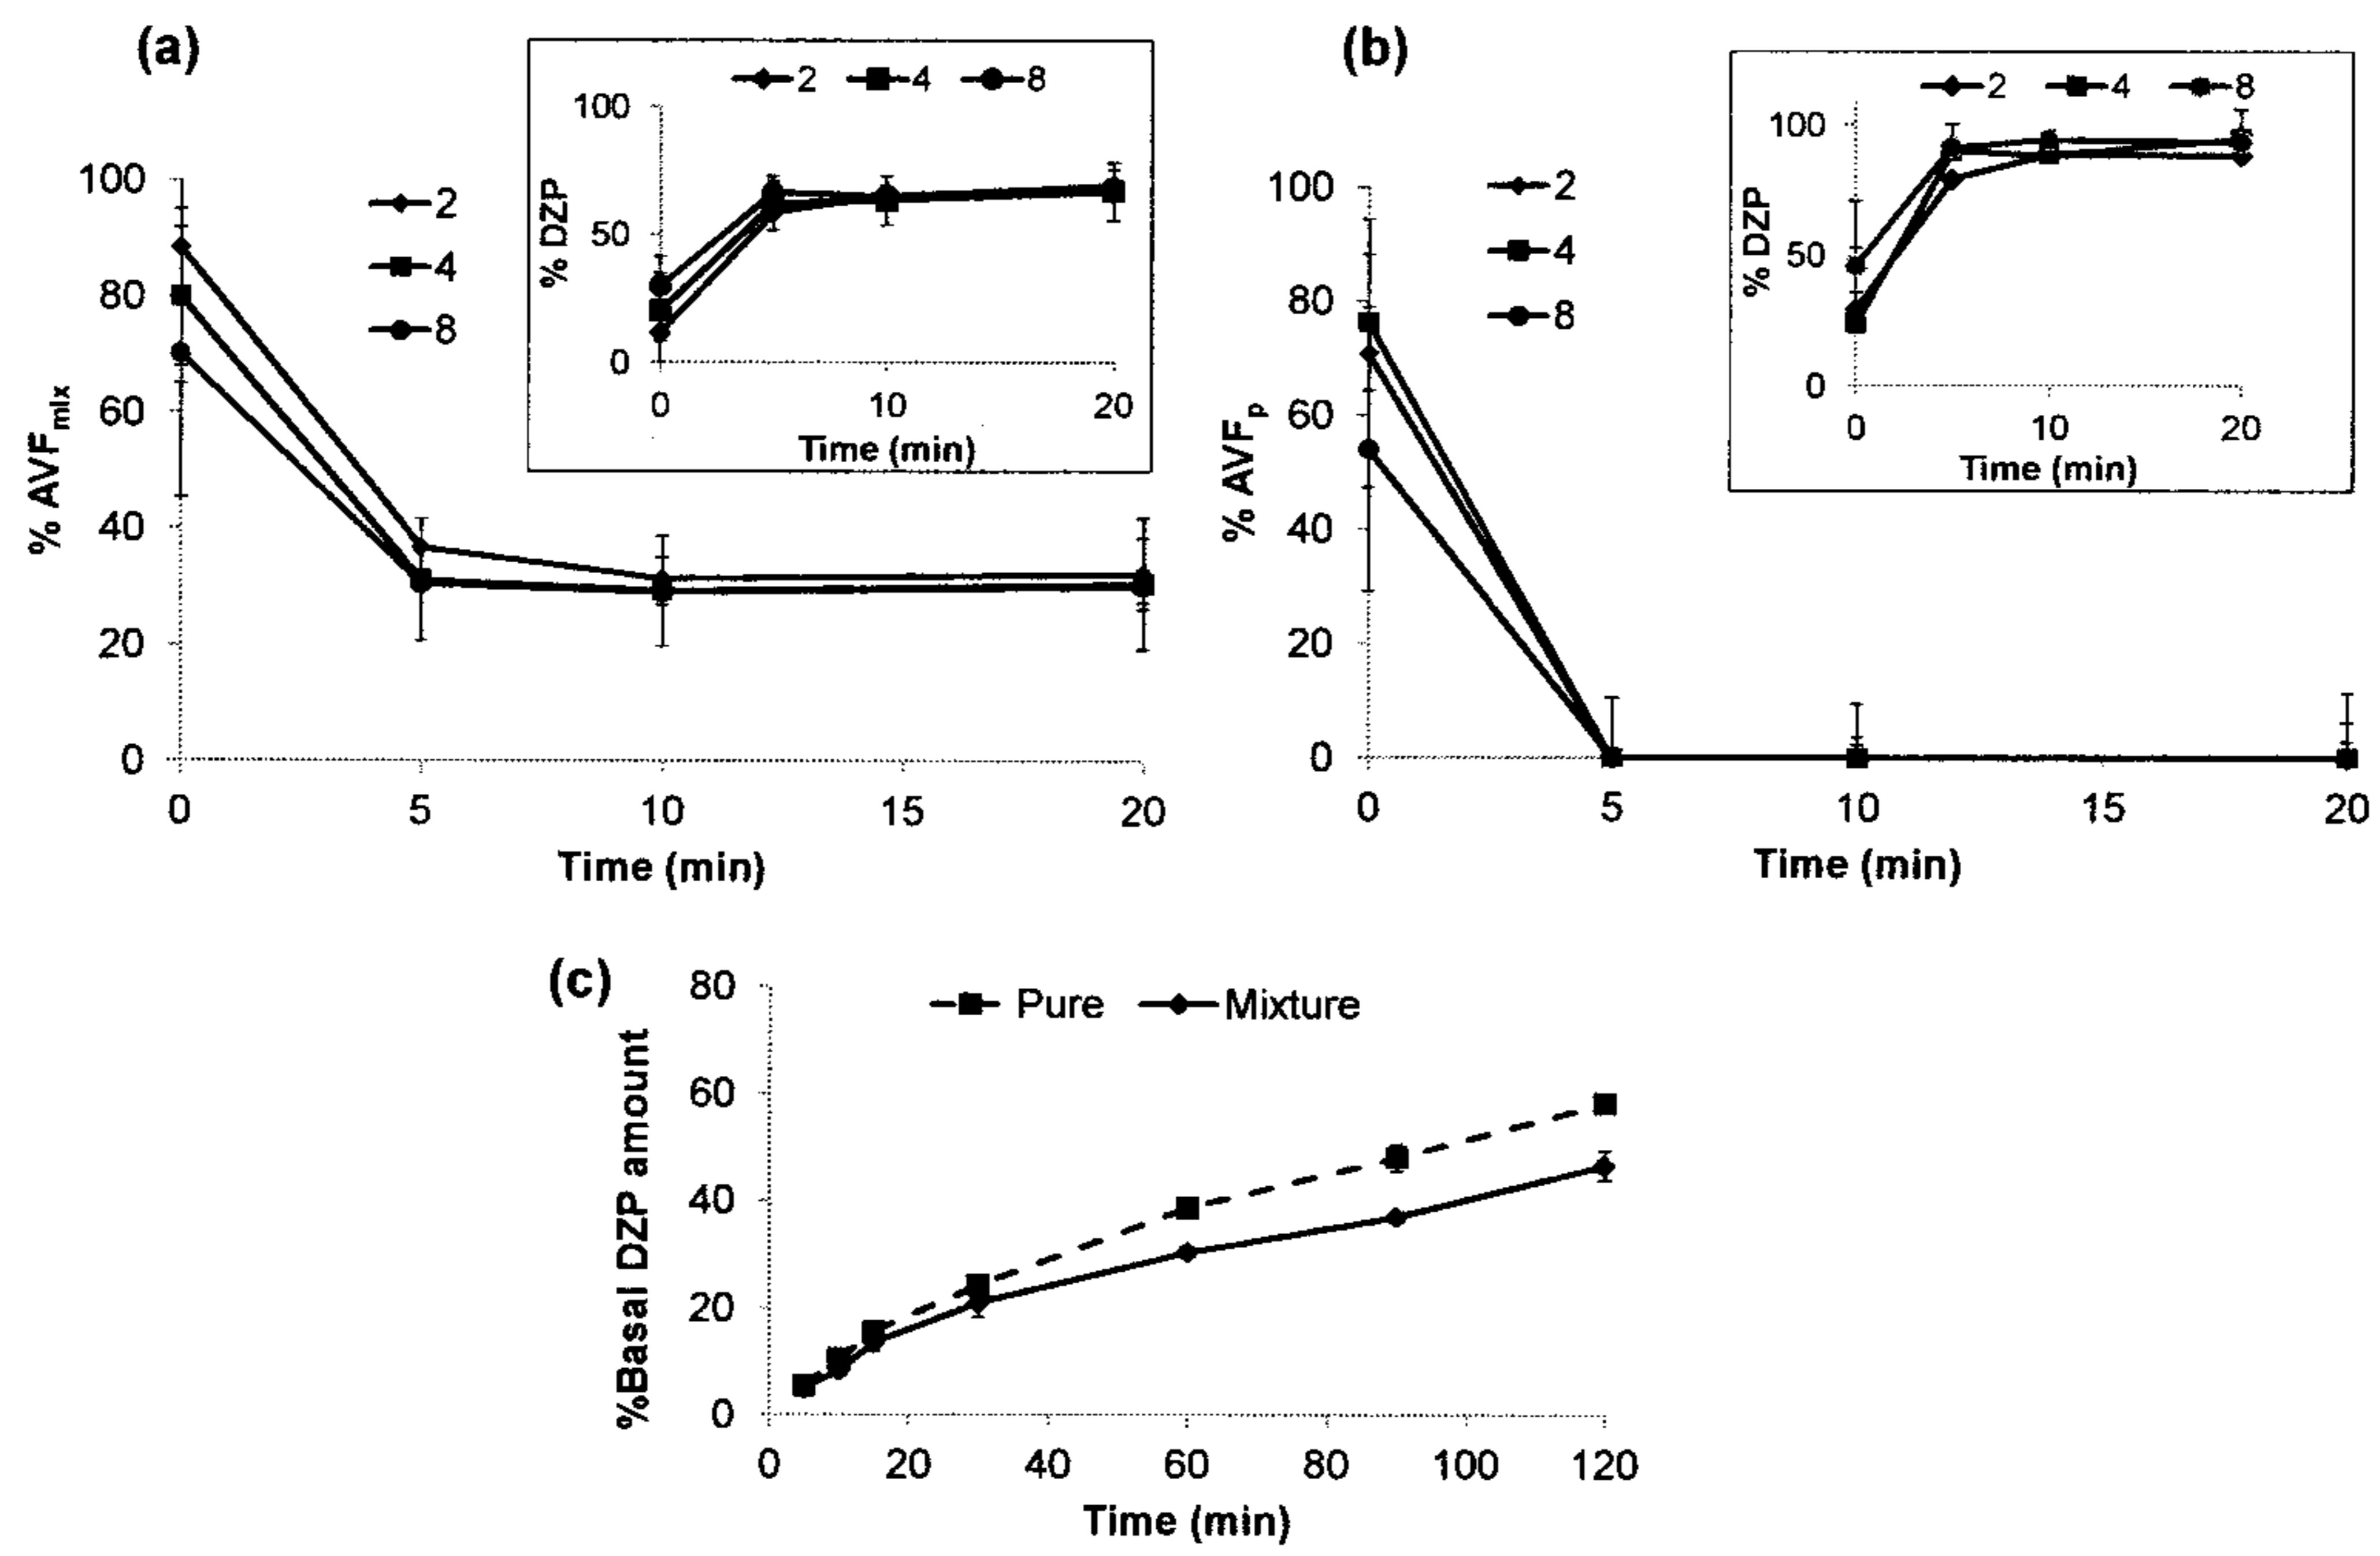 (a)
2 4 8
100
50
0
% DZP
0 10 20
Time (min)
100
80
60
40
20
0
% AVFmix
2
4
8
0 5 10 15 20
Time (min)
(b)
2 4 8
100
50
0
% DZP
0 10 20
Time (min)
100
80
60
40
20
0
% AVFp
2
4
8
0 5 10 15 20
Time (min)
(c)
Pure Mixture
80
60
40
20
0
%Basal DZP amount
0 20 40 60 80 100 120
Time (min)